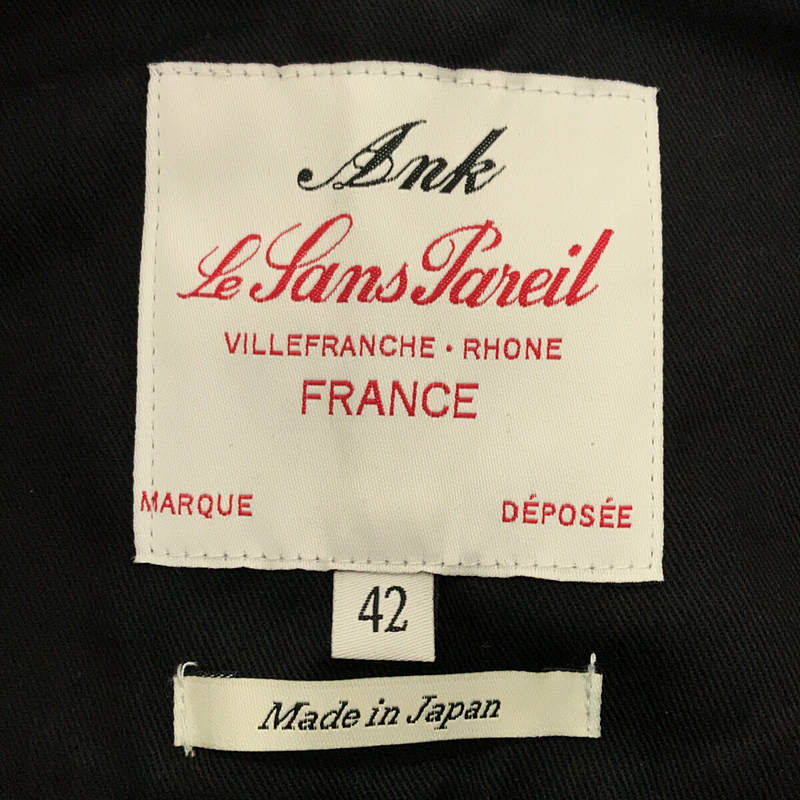 Ank
Le Sans Pareil
VILLEFRANCHE • RHONE
FRANCE
MARQUE DÉPOSÉE
42
Made in Japan